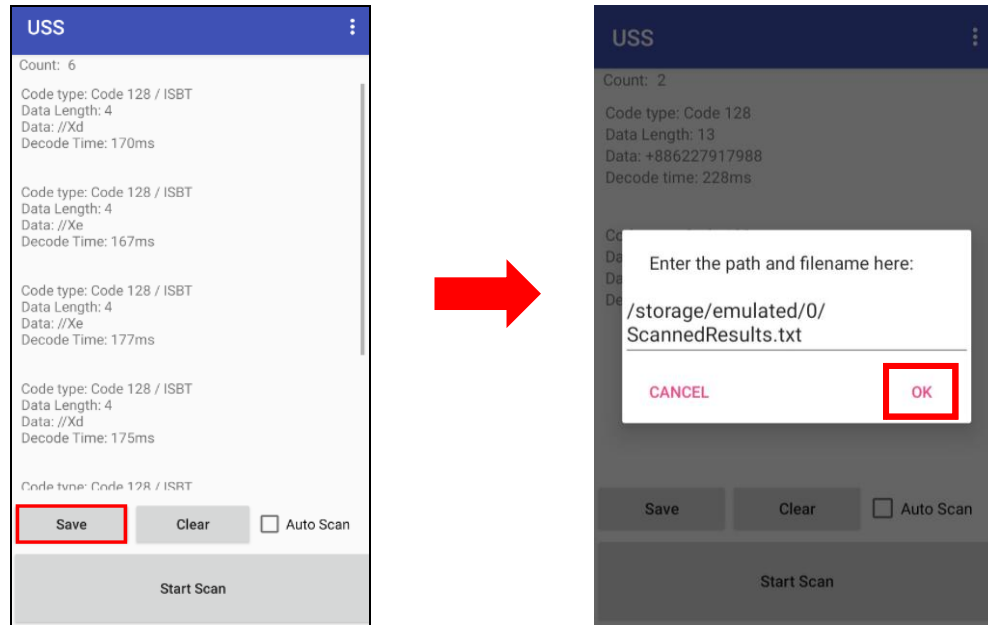 USS
Count: 6
Code type: Code 128 / ISBT
Data Length: 4
Data: //Xd
Decode Time: 170ms
Code type: Code 128 / ISBT
Data Length: 4
Data: //Xe
Decode Time: 167ms
Code type: Code 128 / ISBT
Data Length: 4
Data: //Xe
Decode Time: 177ms
Code type: Code 128 / ISBT
Data Length: 4
Data: //Xd
Decode Time: 175ms
Code type: Code 128 / ISBT
Save
Clear
Auto Scan
Start Scan
USS
Count: 2
Code type: Code 128
Data Length: 13
Data: +886227917988
Decode time: 228ms
Enter the path and filename here:
/storage/emulated/0/
ScannedResults.txt
CANCEL
OK
Save
Clear
Auto Scan
Start Scan